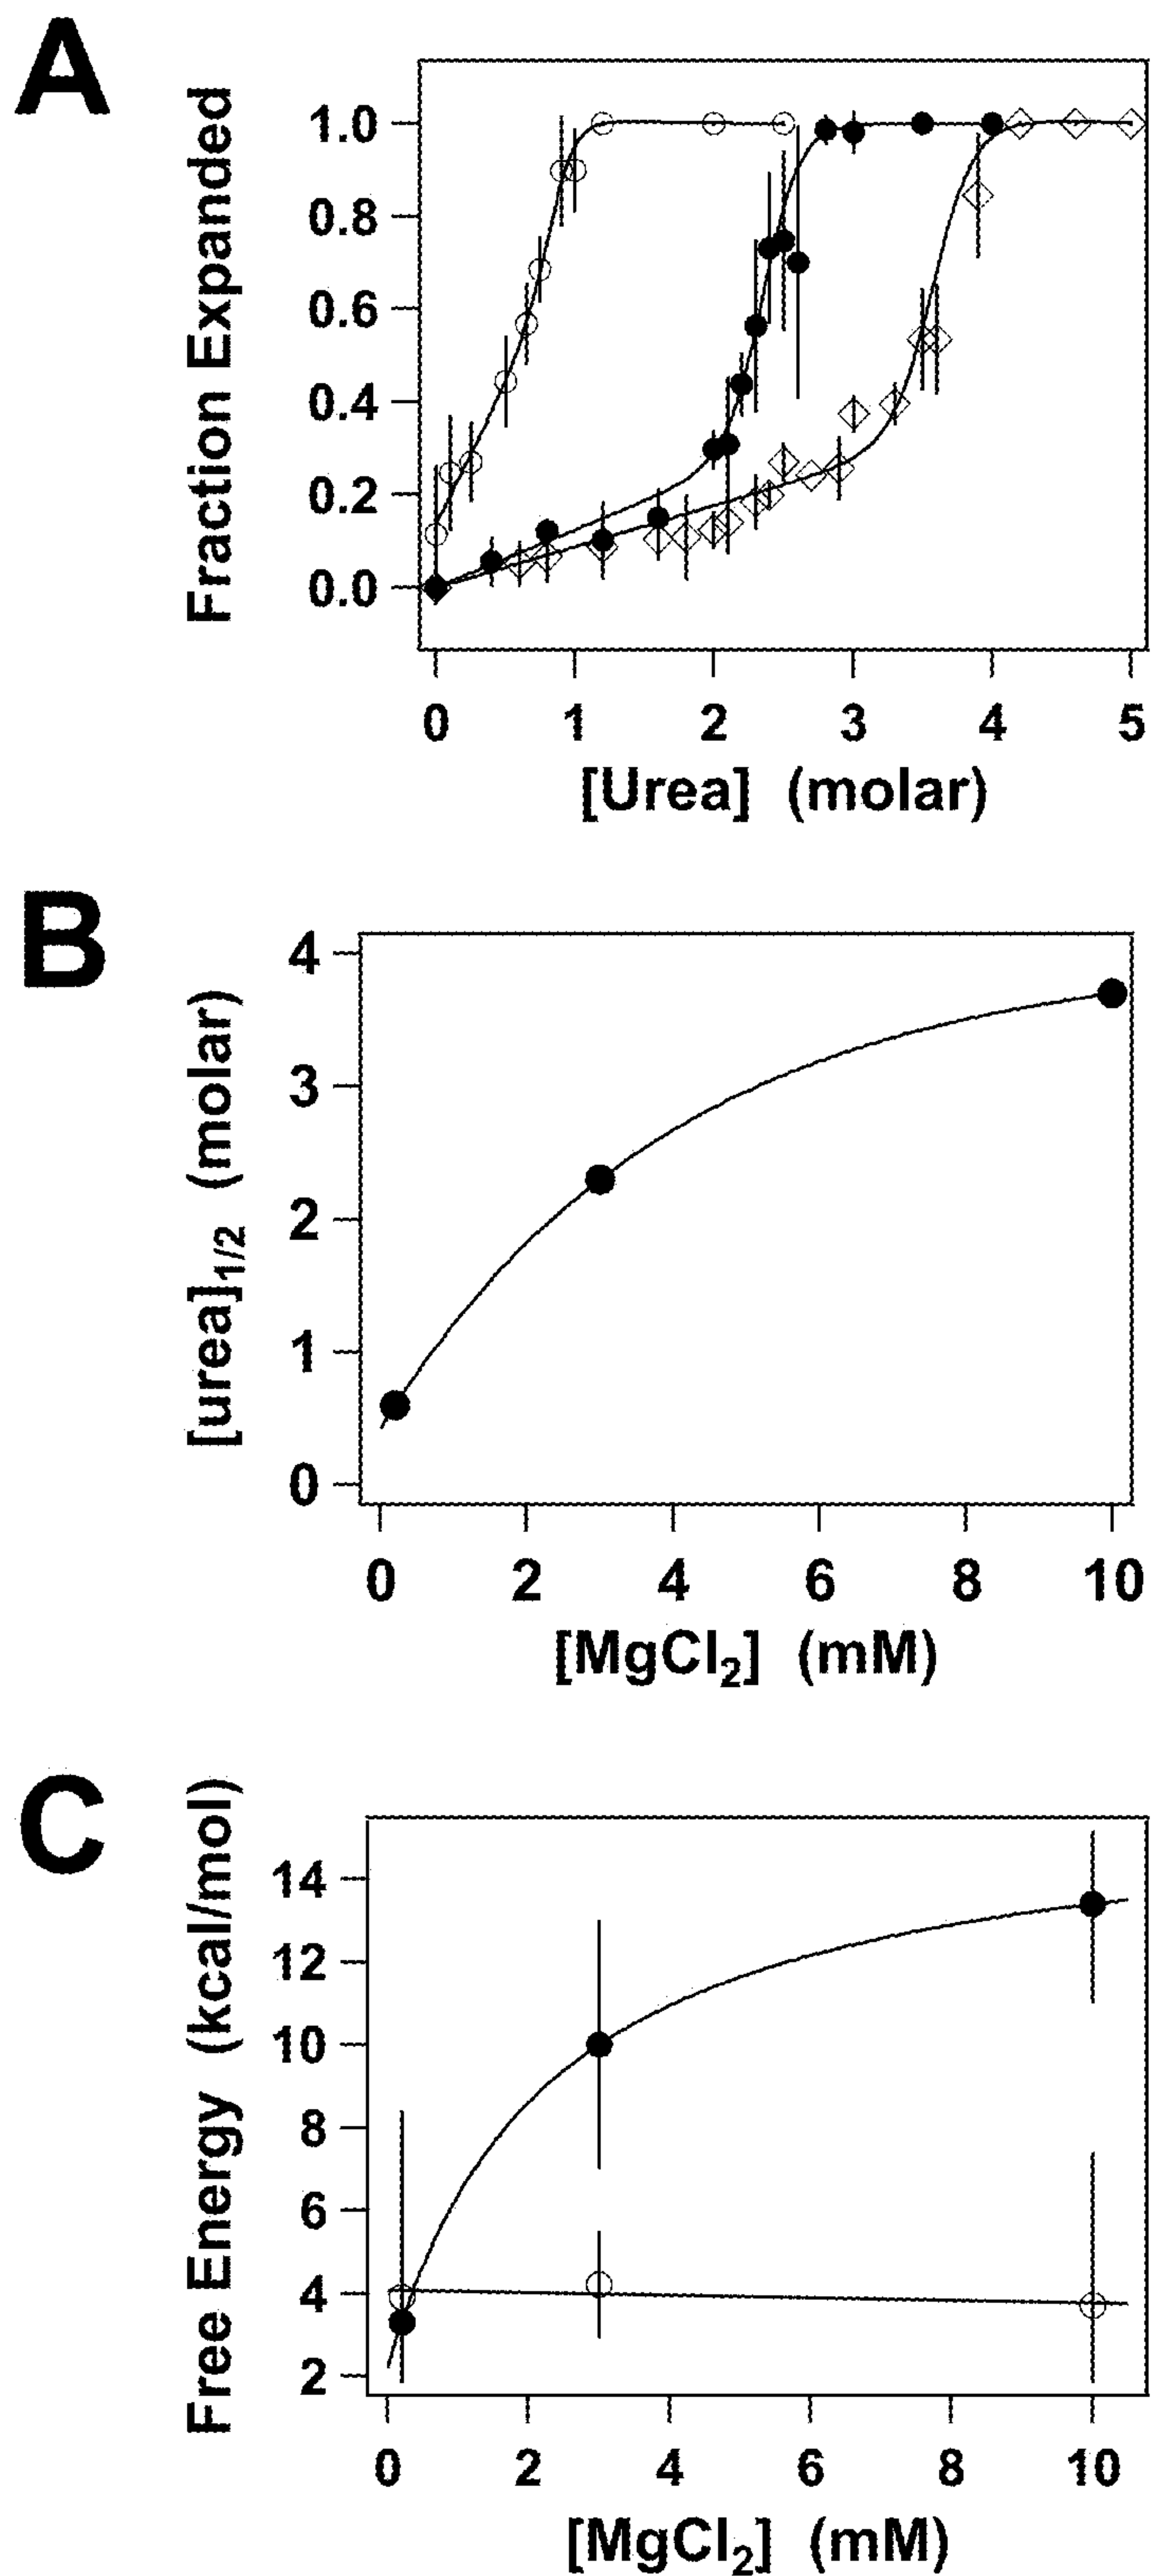 A
Fraction Expanded
1.0
0.8
0.6
0.4
0.2
0.0
0 1 2 3 4 5
[Urea] (molar)
B
[urea]1/2 (molar)
4
3
2
1
0
0 2 4 6 8 10
[MgCl2] (mM)
C
Free Energy (kcal/mol)
14
12
10
8
6
4
2
0 2 4 6 8 10
[MgCl2] (mM)